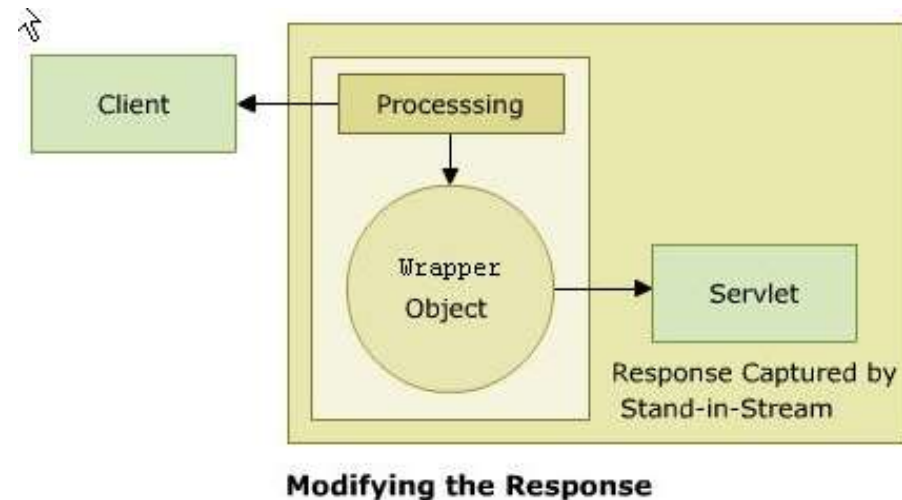 Client
Processsing
Wrapper
Object
Servlet
Response Captured by
Stand-in-Stream
Modifying the Response